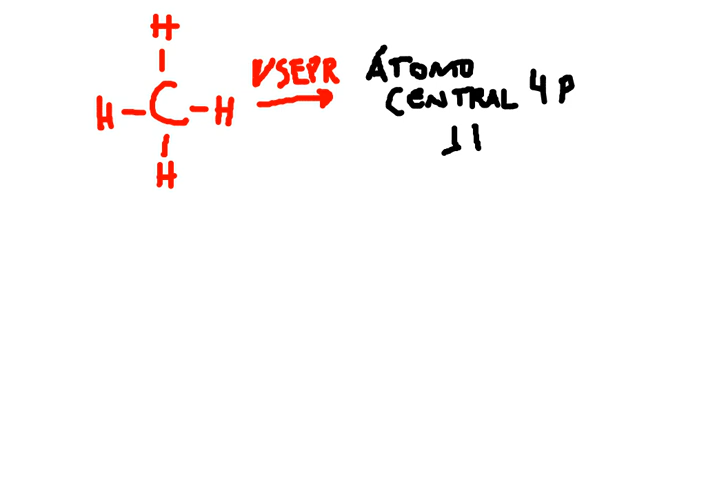 H
VSEPR ÁTOMO
H-C-H CENTRAL 4 P
H